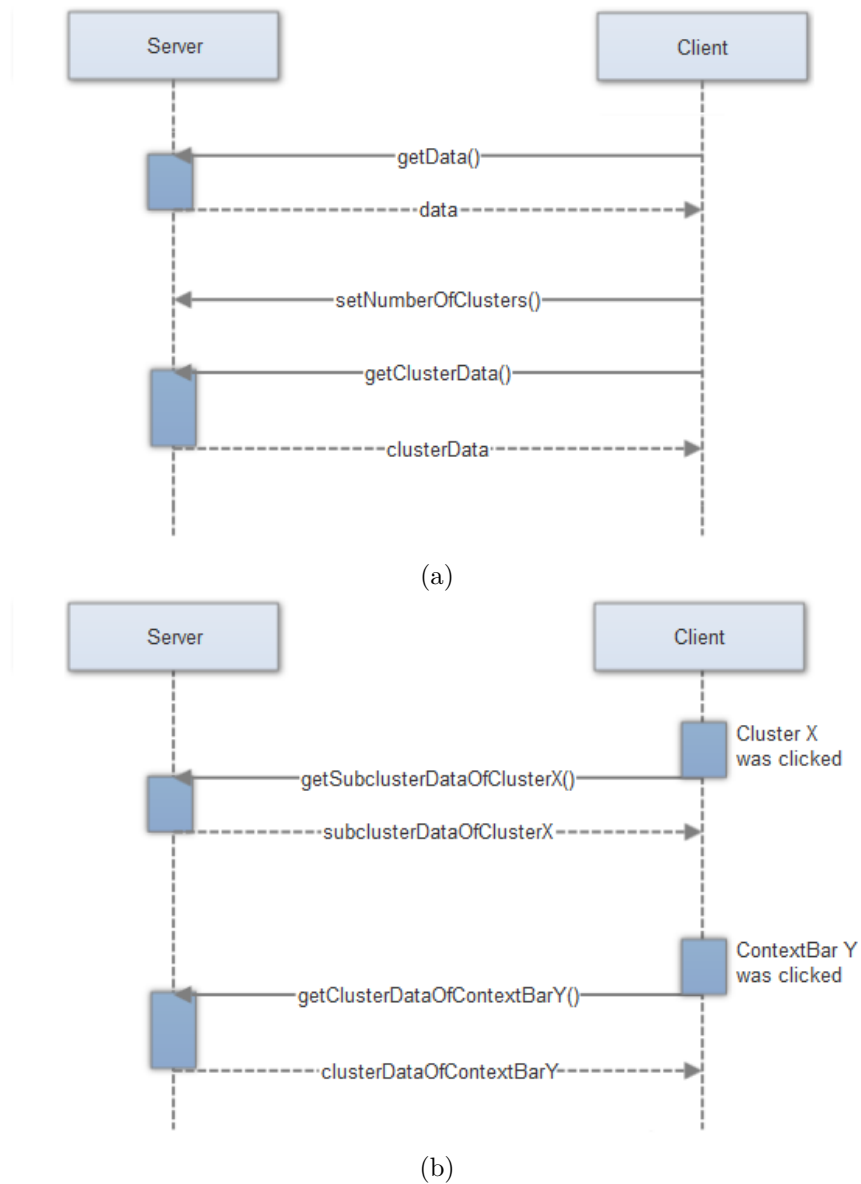 Server
Client
getData()
data
setNumberOfClusters()
getClusterData()
clusterData
(a)
Server
Client
Cluster X
was clicked
getSubclusterDataOfClusterX()
subclusterDataOfClusterX
ContextBar Y
was clicked
getClusterDataOfContextBarY()
clusterDataOfContextBarY
(b)